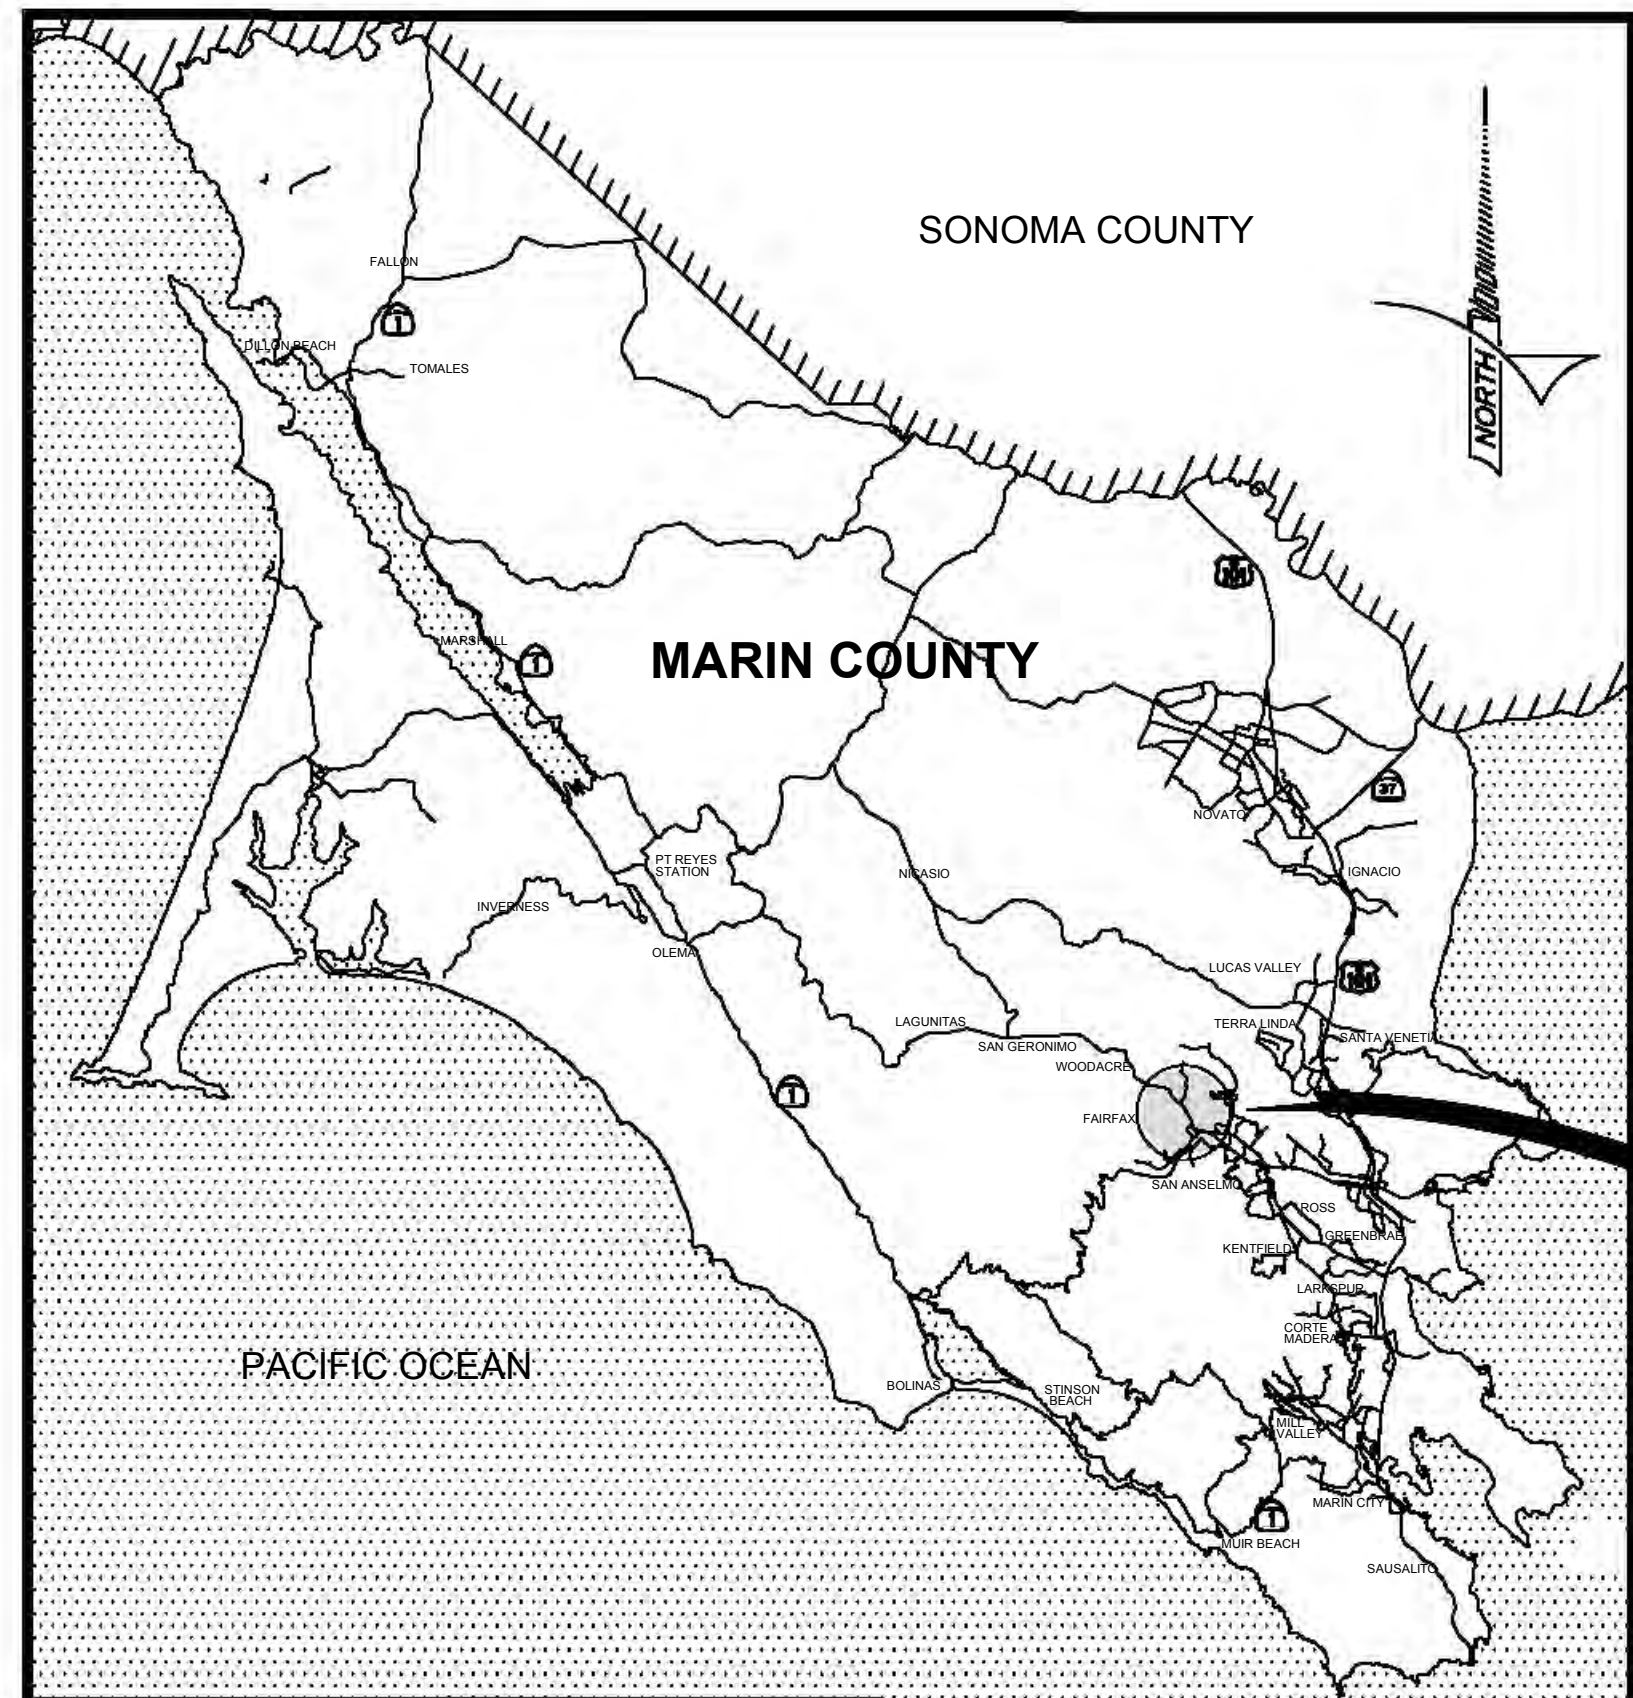 SONOMA COUNTY
FALLON
1
DILLON BEACH
TOMALES
NORTH
101
MARSHALL
1
MARIN COUNTY
37
NOVATO
PT REYES
STATION
NICASIO
IGNACIO
INVERNESS
OLEMA
LUCAS VALLEY
101
LAGUNITAS
TERRA LINDA
SAN GERONIMO
SANTA VENETIA
WOODACRE
1
FAIRFAX
SAN ANSELMO
ROSS
GREENBRAE
KENTFIELD
LARKSPUR
CORTE
MADERA
PACIFIC OCEAN
BOLINAS
STINSON
BEACH
MILL
VALLEY
MARIN CITY
1
MUIR BEACH
SAUSALITO